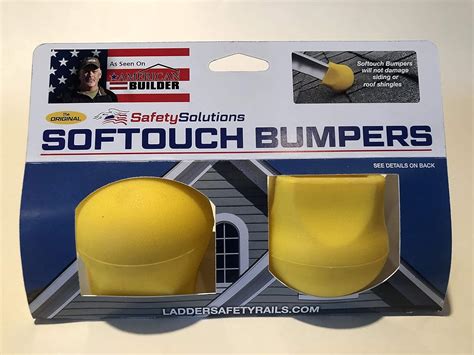 As Seen On
AMERICAN
BUILDER
Softouch Bumpers
will not damage
siding or
roof shingles
The
ORIGINAL
SafetySolutions
SOFTOUCH BUMPERS
SEE DETAILS ON BACK
LADDERSAFETYRAILS.COM